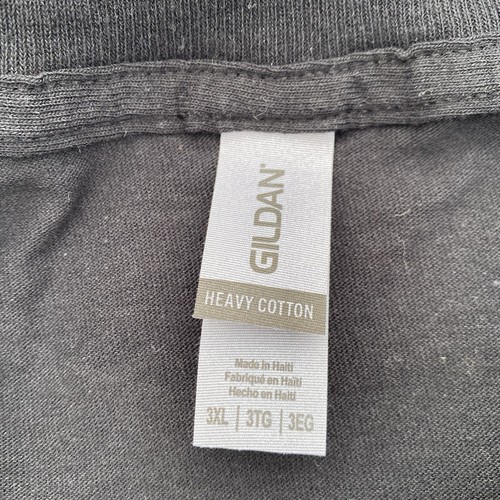 GILDAN®
HEAVY COTTON
Made in Haiti
Fabriqué en Haïti
Hecho en Haiti
3XL | 3TG | 3EG